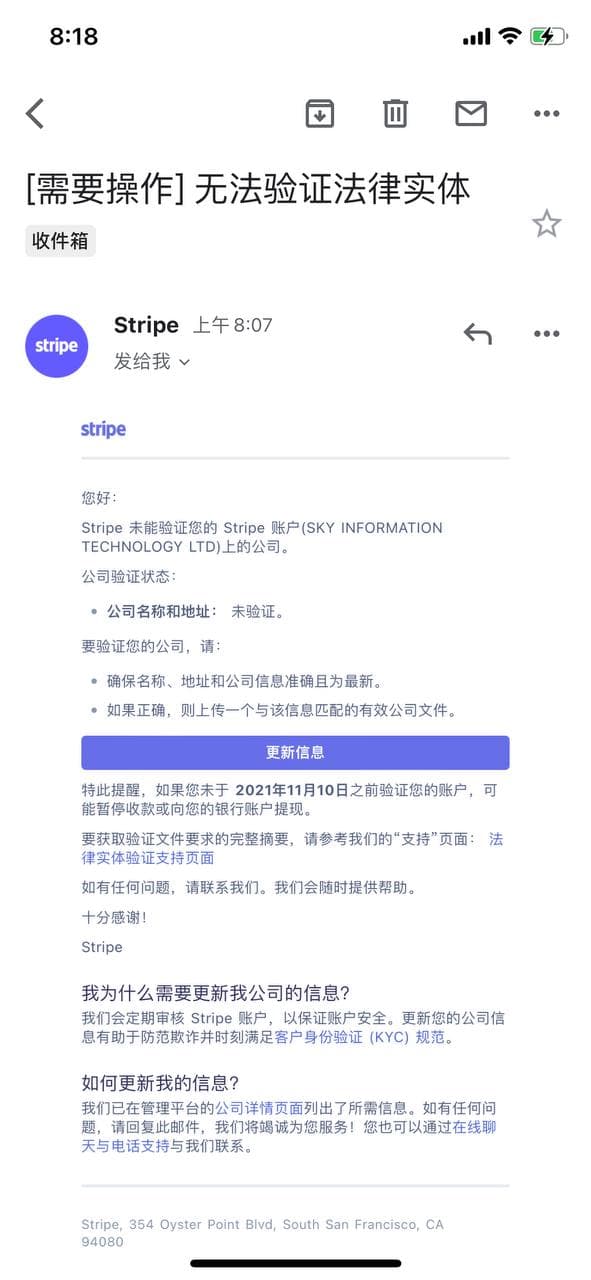 8:18
[需要操作] 无法验证法律实体
收件箱
stripe
Stripe 上午 8:07
发给我
stripe
您好：
Stripe 未能验证您的 Stripe 账户(SKY INFORMATION
TECHNOLOGY LTD)上的公司。
公司验证状态：
• 公司名称和地址： 未验证。
要验证您的公司，请：
• 确保名称、地址和公司信息准确且为最新。
• 如果正确，则上传一个与该信息匹配的有效公司文件。
更新信息
特此提醒，如果您未于 2021年11月10日之前验证您的账户，可
能暂停收款或向您的银行账户提现。
要获取验证文件要求的完整摘要，请参考我们的“支持”页面： 法
律实体验证支持页面
如有任何问题，请联系我们。我们会随时提供帮助。
十分感谢！
Stripe
我为什么需要更新我公司的信息？
我们会定期审核 Stripe 账户，以保证账户安全。更新您的公司信
息有助于防范欺诈并时刻满足客户身份验证 (KYC) 规范。
如何更新我的信息？
我们已在管理平台的公司详情页面列出了所需信息。如有任何问
题，请回复此邮件，我们将竭诚为您服务！您也可以通过在线聊
天与电话支持与我们联系。
Stripe, 354 Oyster Point Blvd, South San Francisco, CA
94080